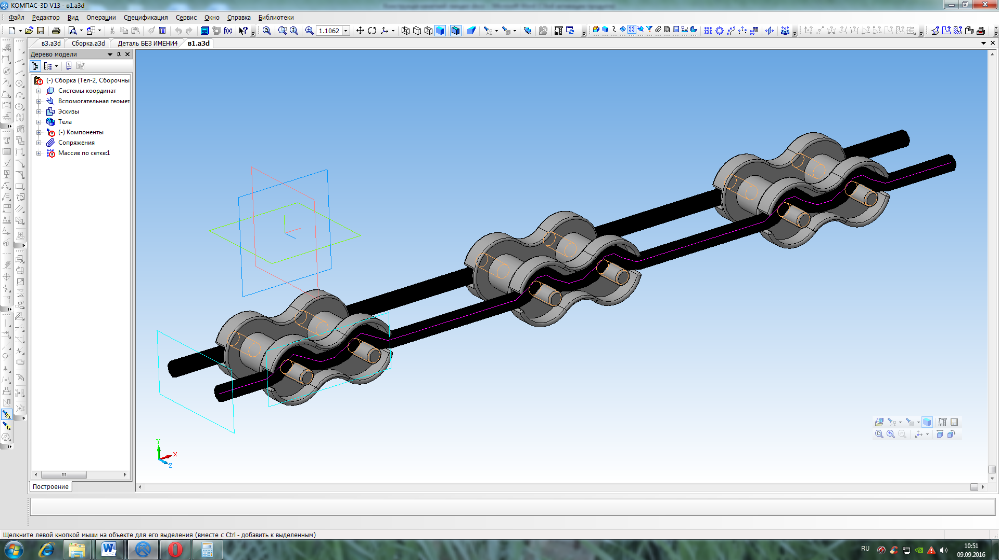 КОМПАС-3D V13 - в1.a3d
Файл Редактор Вид Операции Спецификация Сервис Окно Справка Библиотеки
1.1062
в3.a3d Сборка.a3d Деталь БЕЗ ИМЕНИ4 в1.a3d
Дерево модели
(-) Сборка (Тел-2, Сборочны
Системы координат
Вспомогательная геомет
Эскизы
Тела
(-) Компоненты
Сопряжения
Массив по сетке1
Y
X
Z
Построение
Щелкните левой кнопкой мыши на объекте для его выделения (вместе с Ctrl - добавить к выделенным)
RU
10:51
09.09.2016